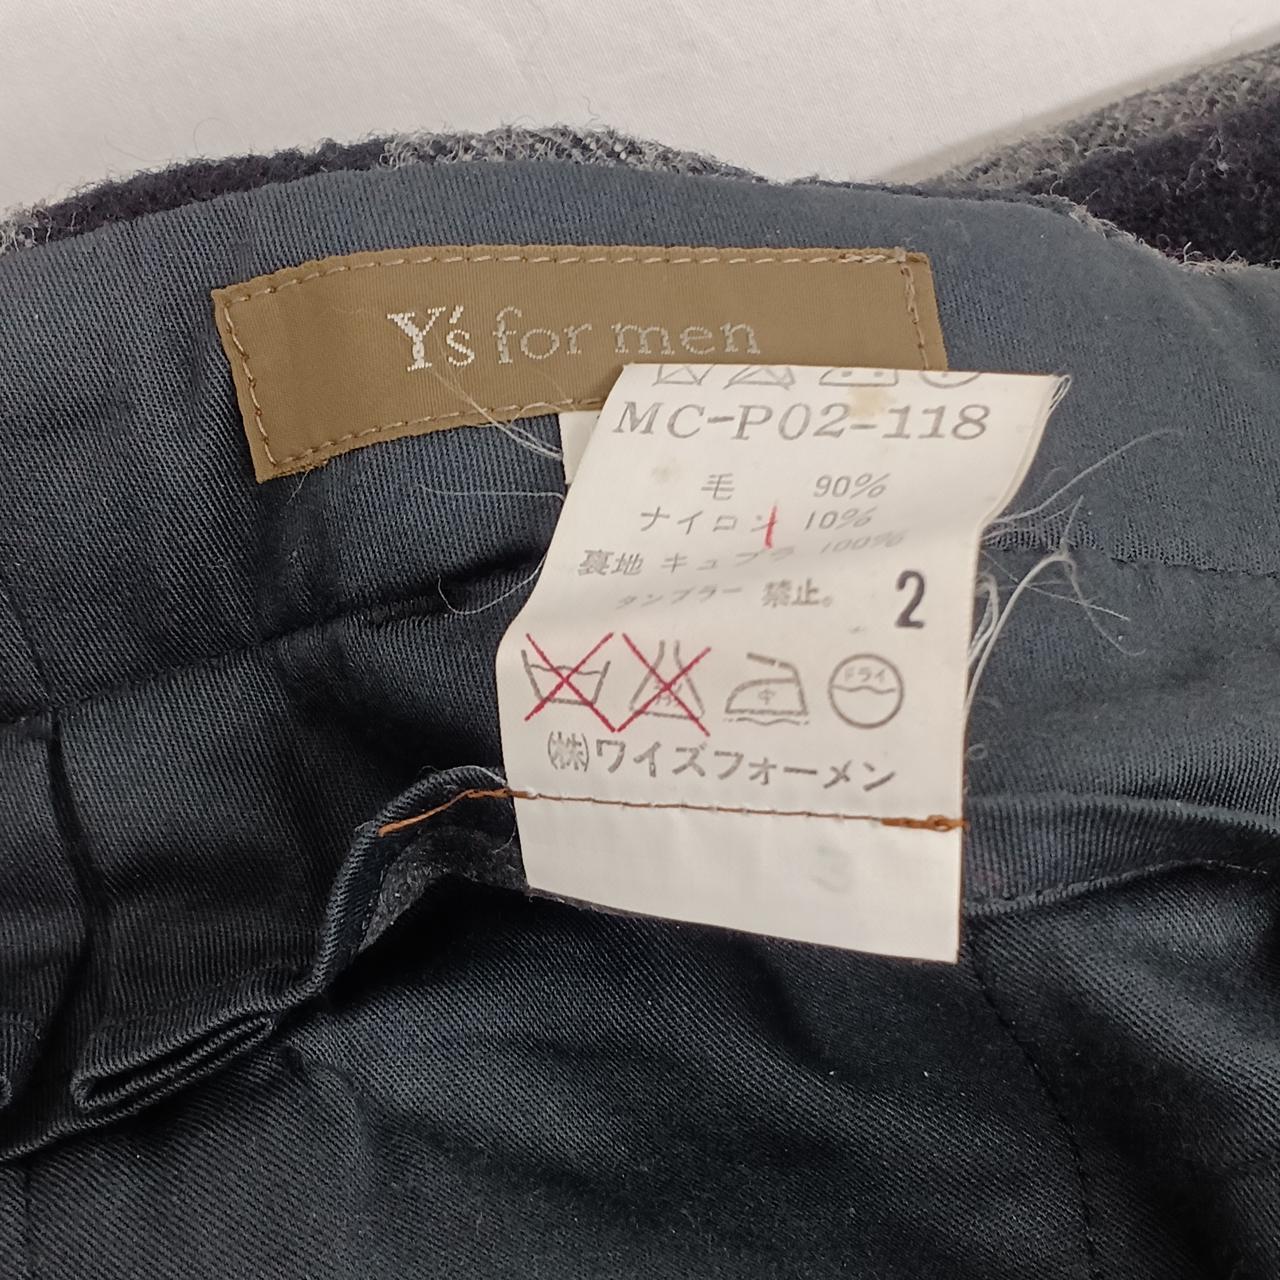 Y's for men
MC-P02-118
毛 90%
ナイロン 10%
裏地 キュプラ 100%
タンブラー 禁止。
2
中
ドライ
㈱ワイズフォーメン